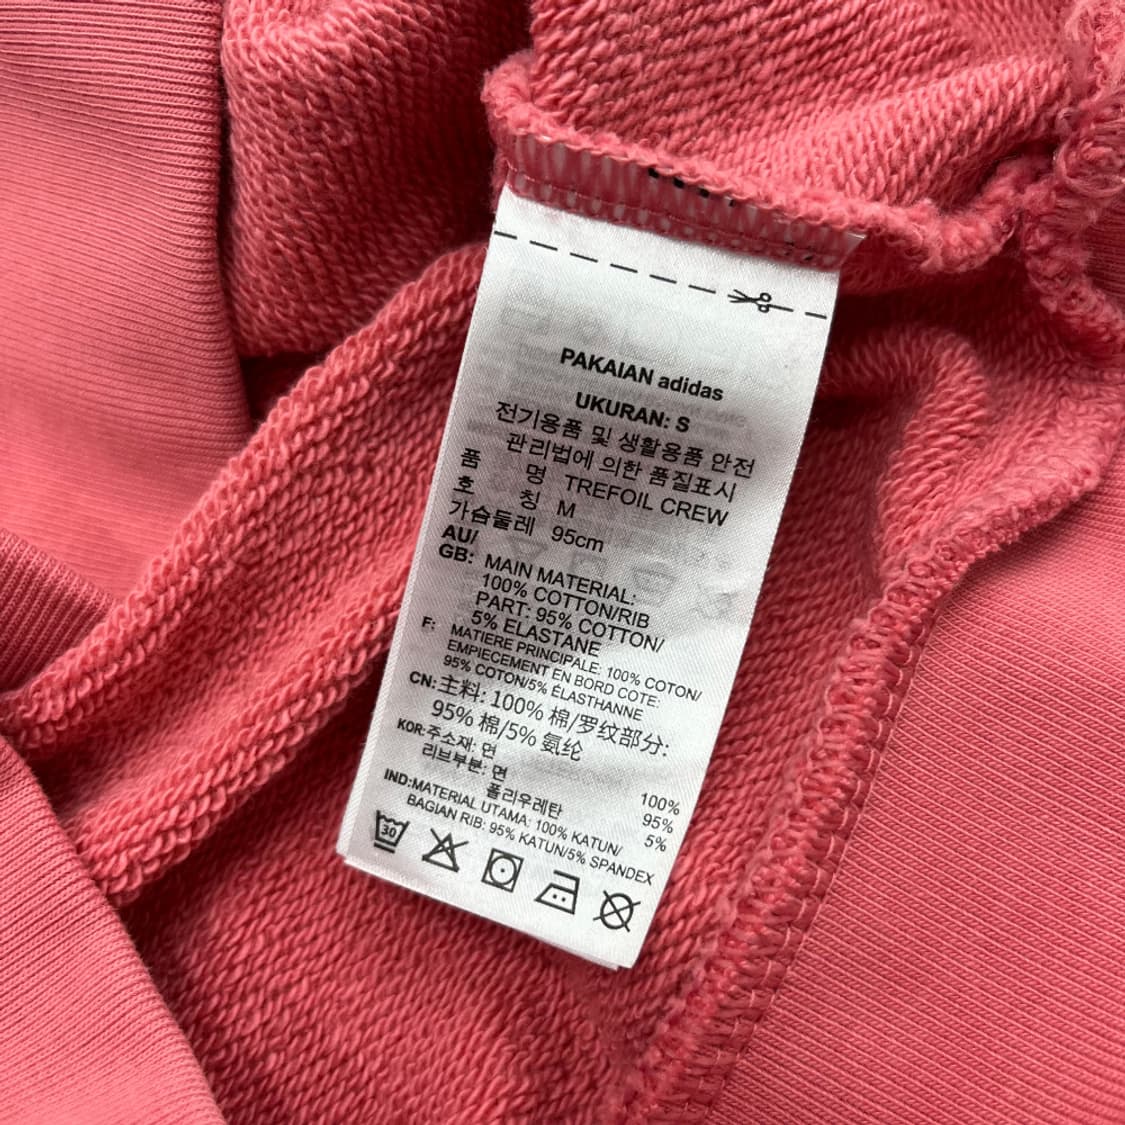 PAKAIAN adidas
UKURAN: S
전기용품 및 생활용품 안전
관리법에 의한 품질표시
품 명 TREFOIL CREW
호 칭 M
가슴둘레 95cm
AU/
GB: MAIN MATERIAL:
100% COTTON/RIB
PART: 95% COTTON/
5% ELASTANE
F: MATIERE PRINCIPALE: 100% COTON/
EMPIECEMENT EN BORD COTE:
95% COTON/5% ÉLASTHANNE
CN: 主料: 100% 棉/罗纹部分:
95% 棉/5% 氨纶
KOR: 주소재: 면 100%
리브부분: 면 95%
폴리우레탄 5%
IND: MATERIAL UTAMA: 100% KATUN/
BAGIAN RIB: 95% KATUN/5% SPANDEX
30